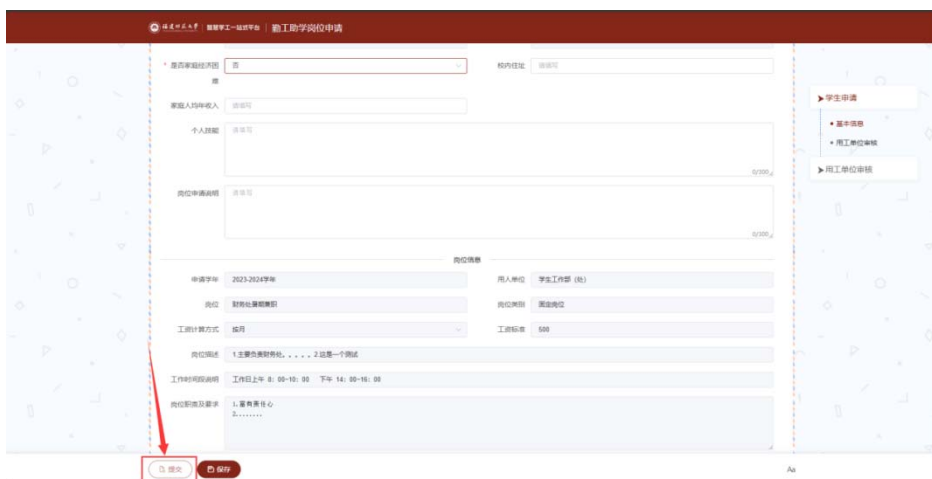 福建师范大学 | 智慧学工一站式平台 | 勤工助学岗位申请
* 是否家庭经济困难 否 校内住址 请填写
家庭人均年收入 请填写
个人技能 请填写
0/300
岗位申请说明 请填写
0/300
岗位信息
申请学年 2023-2024学年 用人单位 学生工作部（处）
岗位 财务处暑期兼职 岗位类别 固定岗位
工资计算方式 按月 工资标准 500
岗位描述 1.主要负责财务处。。。。。2.这是一个测试
工作时间段说明 工作日上午 8：00-10：00 下午 14：00-16：00
岗位职责及要求 1.富有责任心
2........
提交 保存 Aa
学生申请
基本信息
用工单位审核
用工单位审核